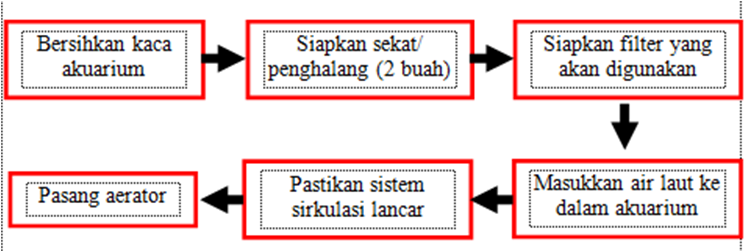 Bersihkan kaca
akuarium
Siapkan sekat/
penghalang (2 buah)
Siapkan filter yang
akan digunakan
Masukkan air laut ke
dalam akuarium
Pastikan sistem
sirkulasi lancar
Pasang aerator